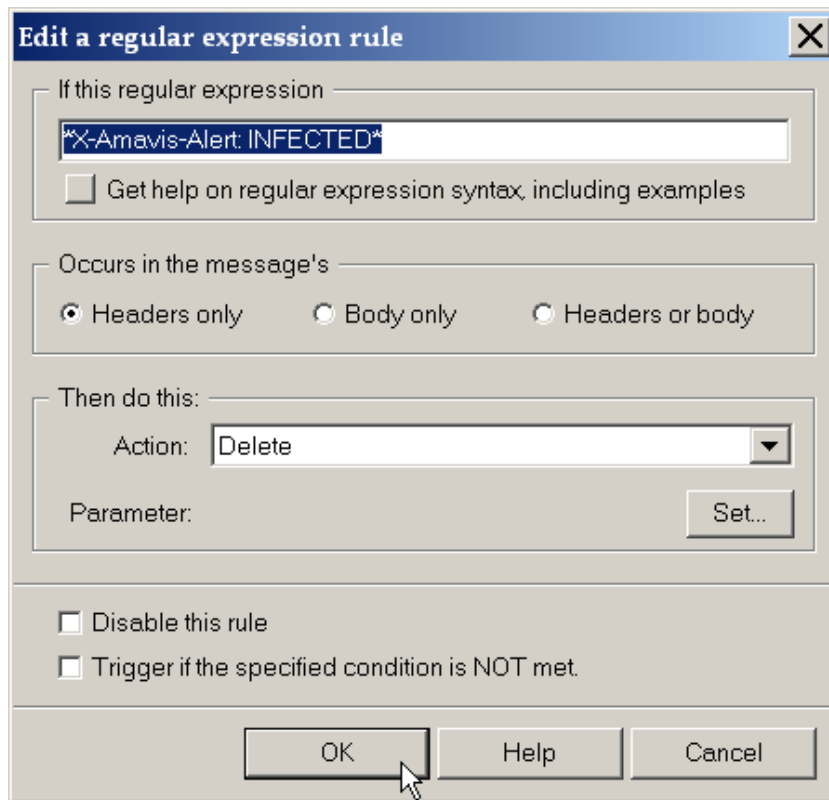 Edit a regular expression rule
If this regular expression
*X-Amavis-Alert: INFECTED*
Get help on regular expression syntax, including examples
Occurs in the message's
Headers only Body only Headers or body
Then do this:
Action: Delete
Parameter: Set...
Disable this rule
Trigger if the specified condition is NOT met.
OK Help Cancel